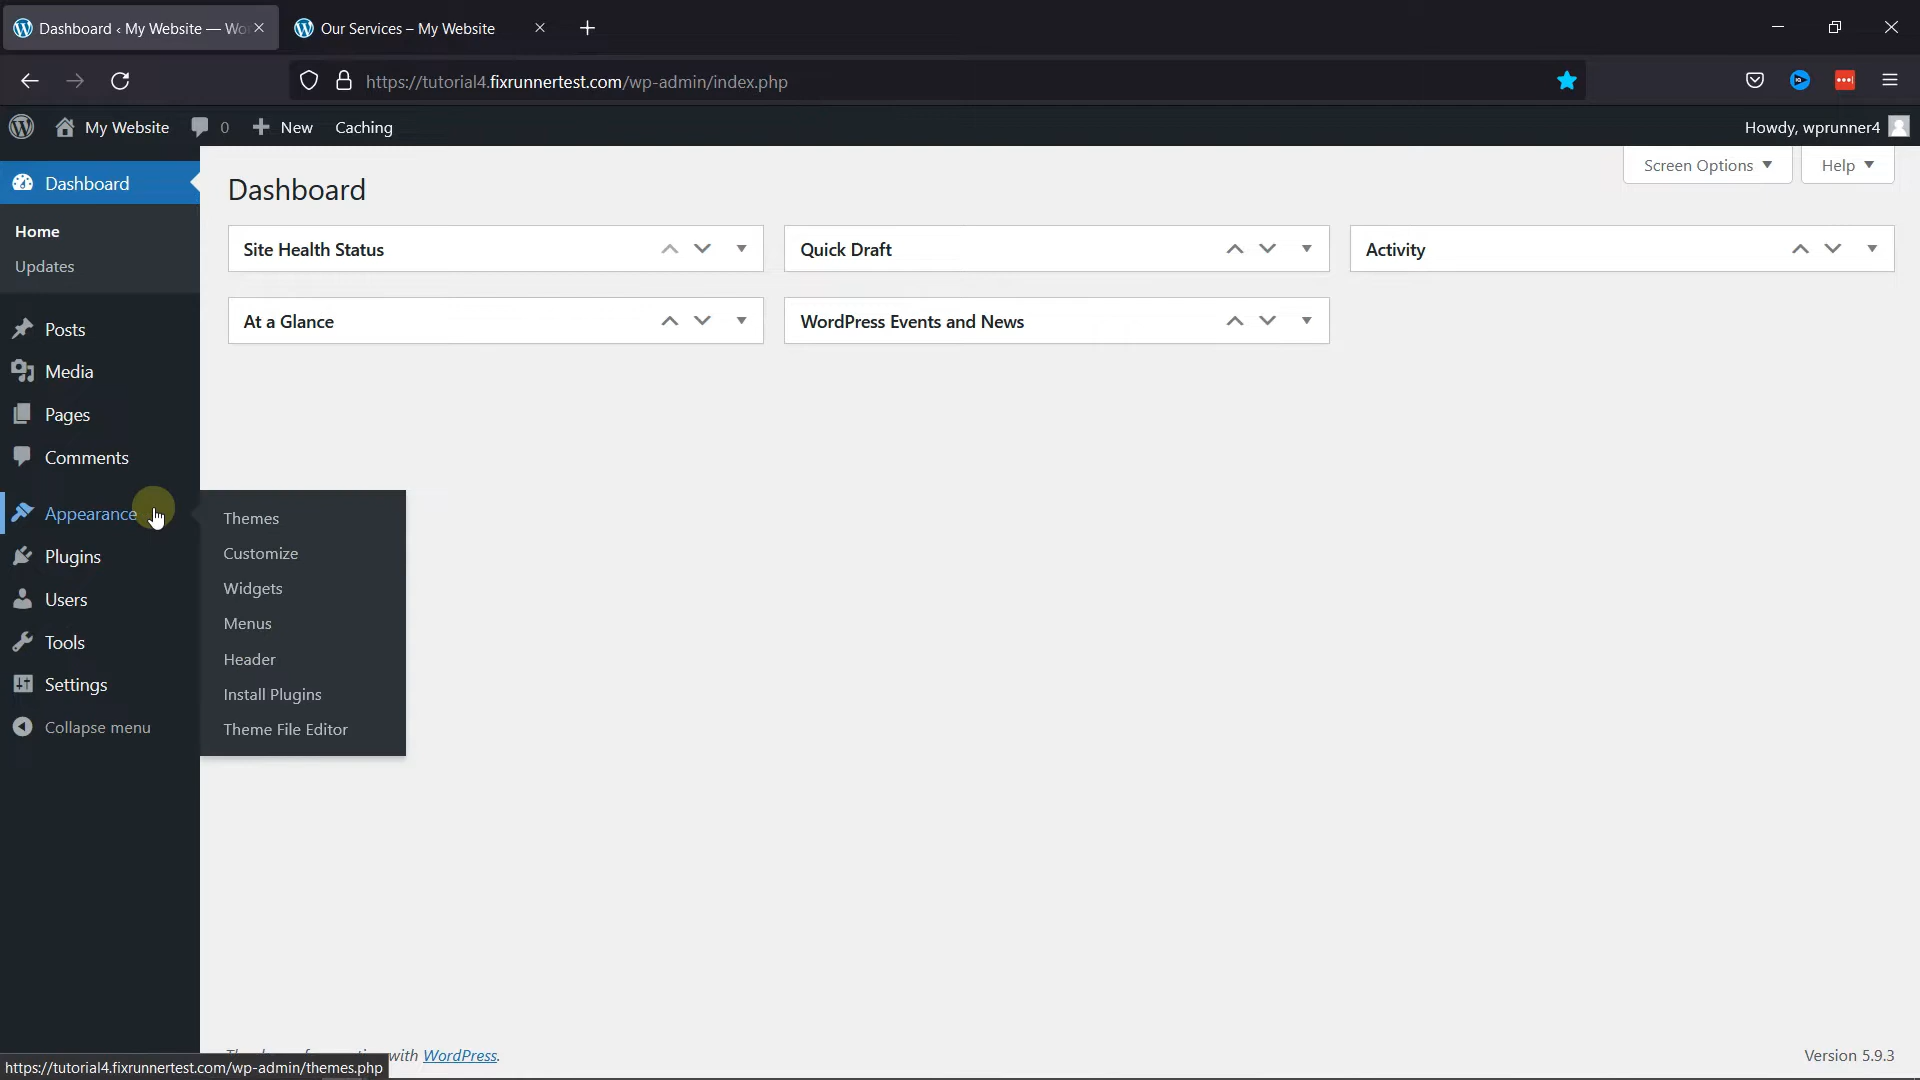 Dashboard ‹ My Website — Wo
Our Services – My Website
https://tutorial4.fixrunnertest.com/wp-admin/index.php
My Website
0
New
Caching
Howdy, wprunner4
Screen Options
Help
Dashboard
Home
Updates
Posts
Media
Pages
Comments
Appearance
Plugins
Users
Tools
Settings
Collapse menu
Themes
Customize
Widgets
Menus
Header
Install Plugins
Theme File Editor
Dashboard
Site Health Status
Quick Draft
Activity
At a Glance
WordPress Events and News
with WordPress.
Version 5.9.3
https://tutorial4.fixrunnertest.com/wp-admin/themes.php